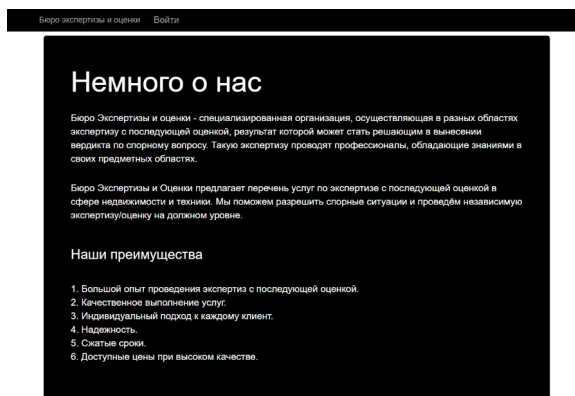 Бюро экспертизы и оценки Войти
Немного о нас
Бюро Экспертизы и оценки - специализированная организация, осуществляющая в разных областях
экспертизу с последующей оценкой, результат которой может стать решающим в вынесении
вердикта по спорному вопросу. Такую экспертизу проводят профессионалы, обладающие знаниями в
своих предметных областях.
Бюро Экспертизы и Оценки предлагает перечень услуг по экспертизе с последующей оценкой в
сфере недвижимости и техники. Мы поможем разрешить спорные ситуации и проведём независимую
экспертизу/оценку на должном уровне.
Наши преимущества
1. Большой опыт проведения экспертиз с последующей оценкой.
2. Качественное выполнение услуг.
3. Индивидуальный подход к каждому клиент.
4. Надежность.
5. Сжатые сроки.
6. Доступные цены при высоком качестве.